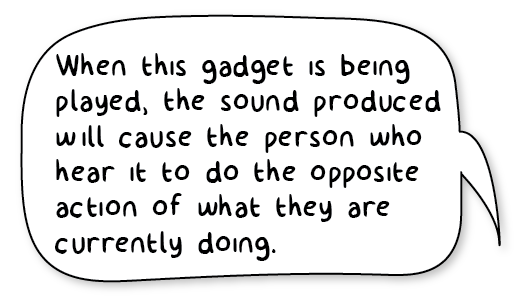 When this gadget is being
played, the sound produced
will cause the person who
hear it to do the opposite
action of what they are
currently doing.